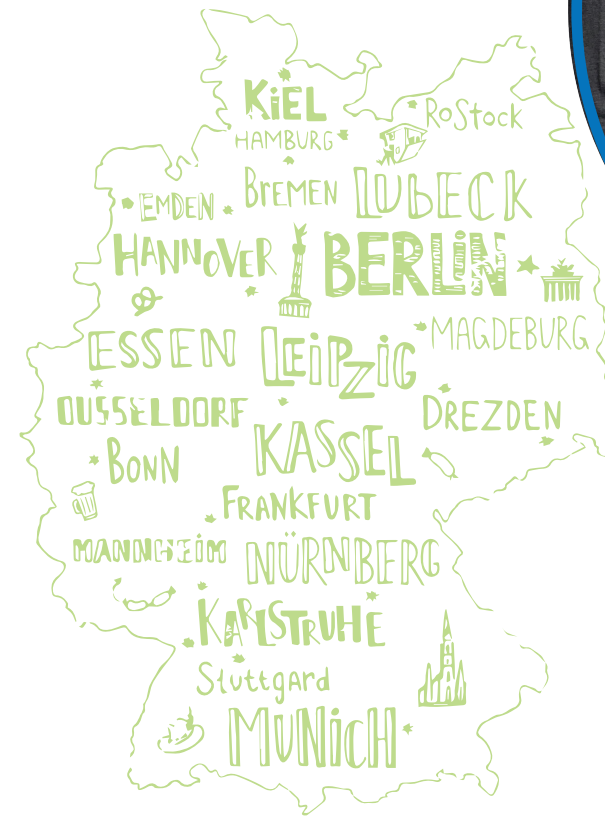 KiEL
RoStock
HAMBURG
EMDEN
BREMEN
LUBECK
HANNOVER
BERLIN
MAGDEBURG
ESSEN
LEiPZiG
DUSSELDORF
DREZDEN
KASSEL
BONN
FRANKFURT
MANNHEIM
NÜRNBERG
KARLSTRUHE
Stuttgard
MUNiCH